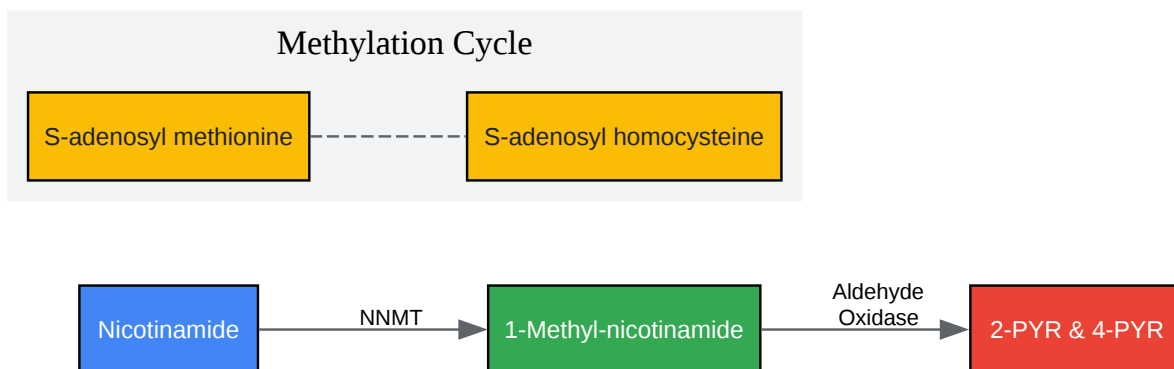 Methylation Cycle
S-adenosyl methionine
S-adenosyl homocysteine
Nicotinamide
NNMT
1-Methyl-nicotinamide
Aldehyde
Oxidase
2-PYR & 4-PYR